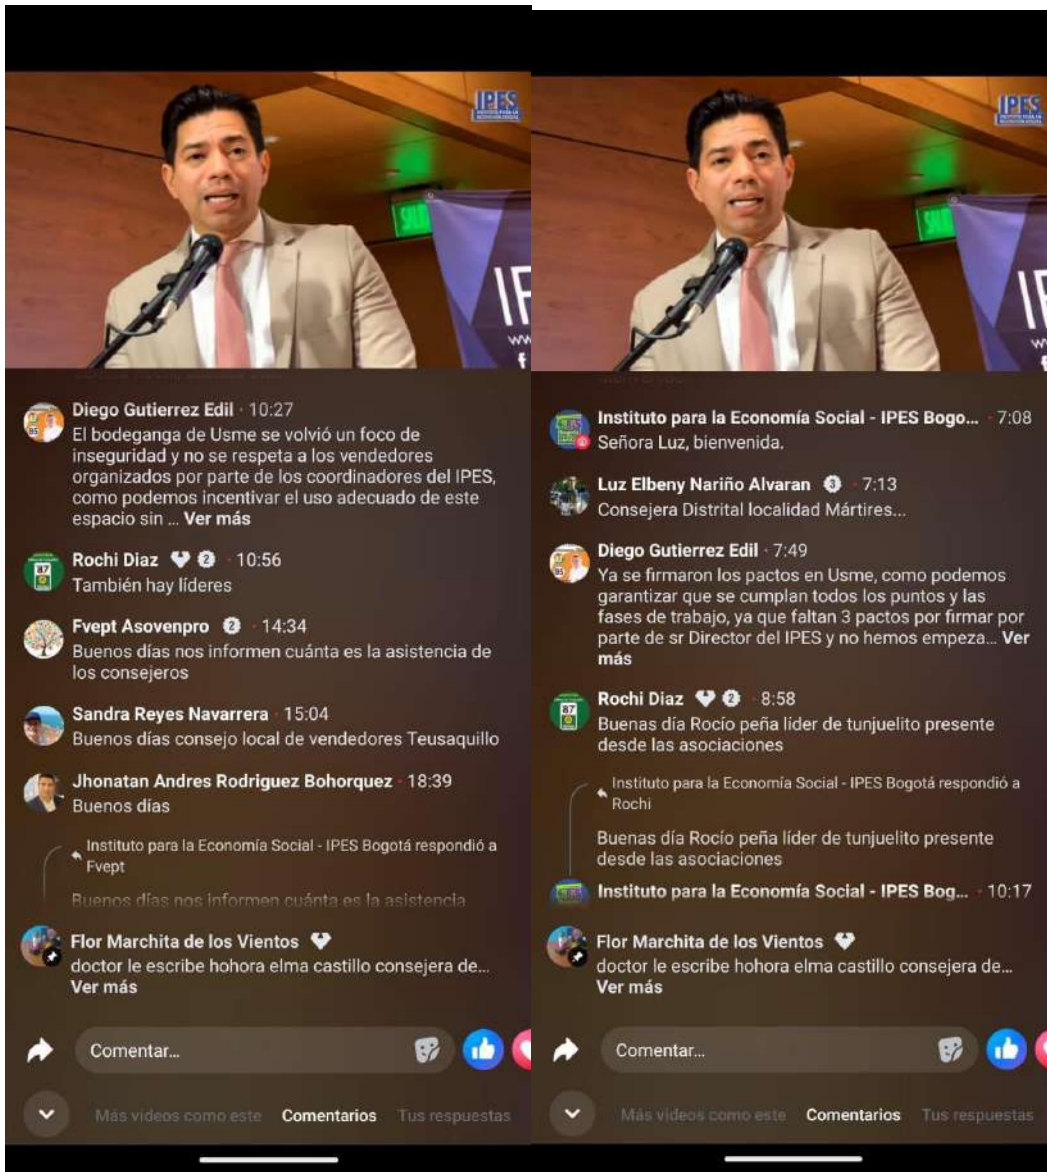 IPES
Diego Gutierrez Edil · 10:27
El bodeganga de Usme se volvió un foco de
inseguridad y no se respeta a los vendedores
organizados por parte de los coordinadores del IPES,
como podemos incentivar el uso adecuado de este
espacio sin ... Ver más
Rochi Diaz 2 · 10:56
También hay líderes
Fvept Asovenpro 2 · 14:34
Buenos días nos informen cuánta es la asistencia de
los consejeros
Sandra Reyes Navarrera · 15:04
Buenos días consejo local de vendedores Teusaquillo
Jhonatan Andres Rodriguez Bohorquez · 18:39
Buenos días
Instituto para la Economía Social - IPES Bogotá respondió a
Fvept
Buenos días nos informen cuánta es la asistencia
Flor Marchita de los Vientos
doctor le escribe hohora elma castillo consejera de...
Ver más
Comentar...
Más videos como este Comentarios Tus respuestas
IPES
Instituto para la Economía Social - IPES Bogo... · 7:08
Señora Luz, bienvenida.
Luz Elbeny Nariño Alvaran 3 · 7:13
Consejera Distrital localidad Mártires...
Diego Gutierrez Edil · 7:49
Ya se firmaron los pactos en Usme, como podemos
garantizar que se cumplan todos los puntos y las
fases de trabajo, ya que faltan 3 pactos por firmar por
parte de sr Director del IPES y no hemos empeza... Ver
más
87
Rochi Diaz 2 · 8:58
Buenas día Rocío peña líder de tunjuelito presente
desde las asociaciones
Instituto para la Economía Social - IPES Bogotá respondió a
Rochi
Buenas día Rocío peña líder de tunjuelito presente
desde las asociaciones
Instituto para la Economía Social - IPES Bog... · 10:17
Flor Marchita de los Vientos
doctor le escribe hohora elma castillo consejera de...
Ver más
Comentar...
Más videos como este Comentarios Tus respuestas